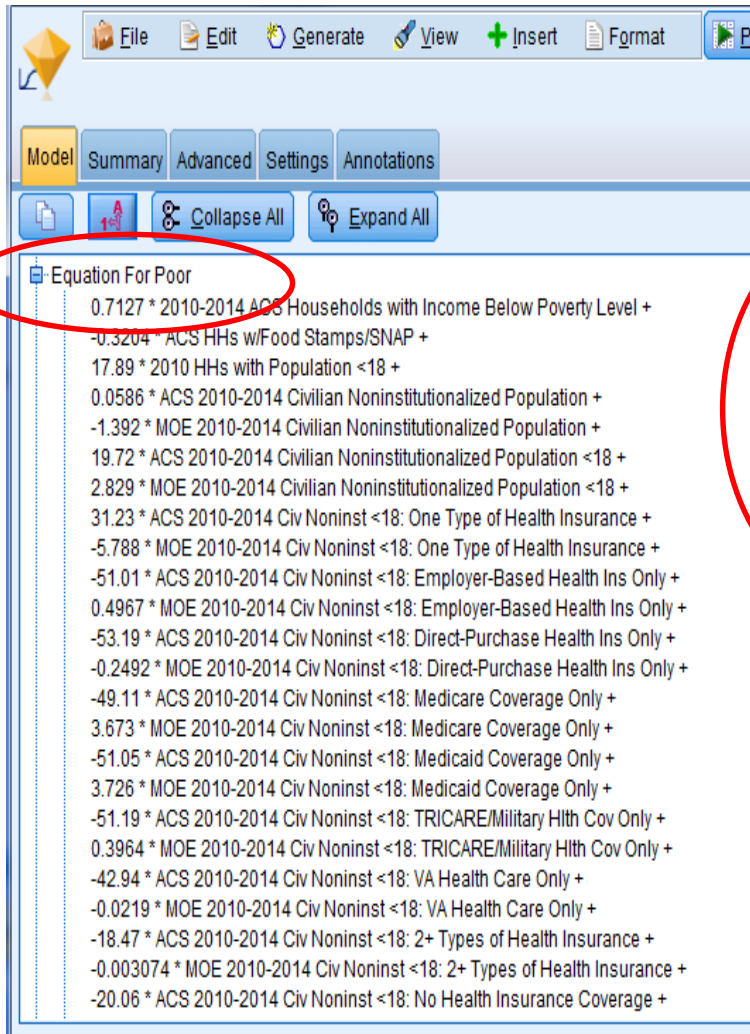 File Edit Generate View Insert Format P
Model Summary Advanced Settings Annotations
Collapse All Expand All
Equation For Poor
0.7127 * 2010-2014 ACS Households with Income Below Poverty Level +
-0.3204 * ACS HHs w/Food Stamps/SNAP +
17.89 * 2010 HHs with Population <18 +
0.0586 * ACS 2010-2014 Civilian Noninstitutionalized Population +
-1.392 * MOE 2010-2014 Civilian Noninstitutionalized Population +
19.72 * ACS 2010-2014 Civilian Noninstitutionalized Population <18 +
2.829 * MOE 2010-2014 Civilian Noninstitutionalized Population <18 +
31.23 * ACS 2010-2014 Civ Noninst <18: One Type of Health Insurance +
-5.788 * MOE 2010-2014 Civ Noninst <18: One Type of Health Insurance +
-51.01 * ACS 2010-2014 Civ Noninst <18: Employer-Based Health Ins Only +
0.4967 * MOE 2010-2014 Civ Noninst <18: Employer-Based Health Ins Only +
-53.19 * ACS 2010-2014 Civ Noninst <18: Direct-Purchase Health Ins Only +
-0.2492 * MOE 2010-2014 Civ Noninst <18: Direct-Purchase Health Ins Only +
-49.11 * ACS 2010-2014 Civ Noninst <18: Medicare Coverage Only +
3.673 * MOE 2010-2014 Civ Noninst <18: Medicare Coverage Only +
-51.05 * ACS 2010-2014 Civ Noninst <18: Medicaid Coverage Only +
3.726 * MOE 2010-2014 Civ Noninst <18: Medicaid Coverage Only +
-51.19 * ACS 2010-2014 Civ Noninst <18: TRICARE/Military Hlth Cov Only +
0.3964 * MOE 2010-2014 Civ Noninst <18: TRICARE/Military Hlth Cov Only +
-42.94 * ACS 2010-2014 Civ Noninst <18: VA Health Care Only +
-0.0219 * MOE 2010-2014 Civ Noninst <18: VA Health Care Only +
-18.47 * ACS 2010-2014 Civ Noninst <18: 2+ Types of Health Insurance +
-0.003074 * MOE 2010-2014 Civ Noninst <18: 2+ Types of Health Insurance +
-20.06 * ACS 2010-2014 Civ Noninst <18: No Health Insurance Coverage +